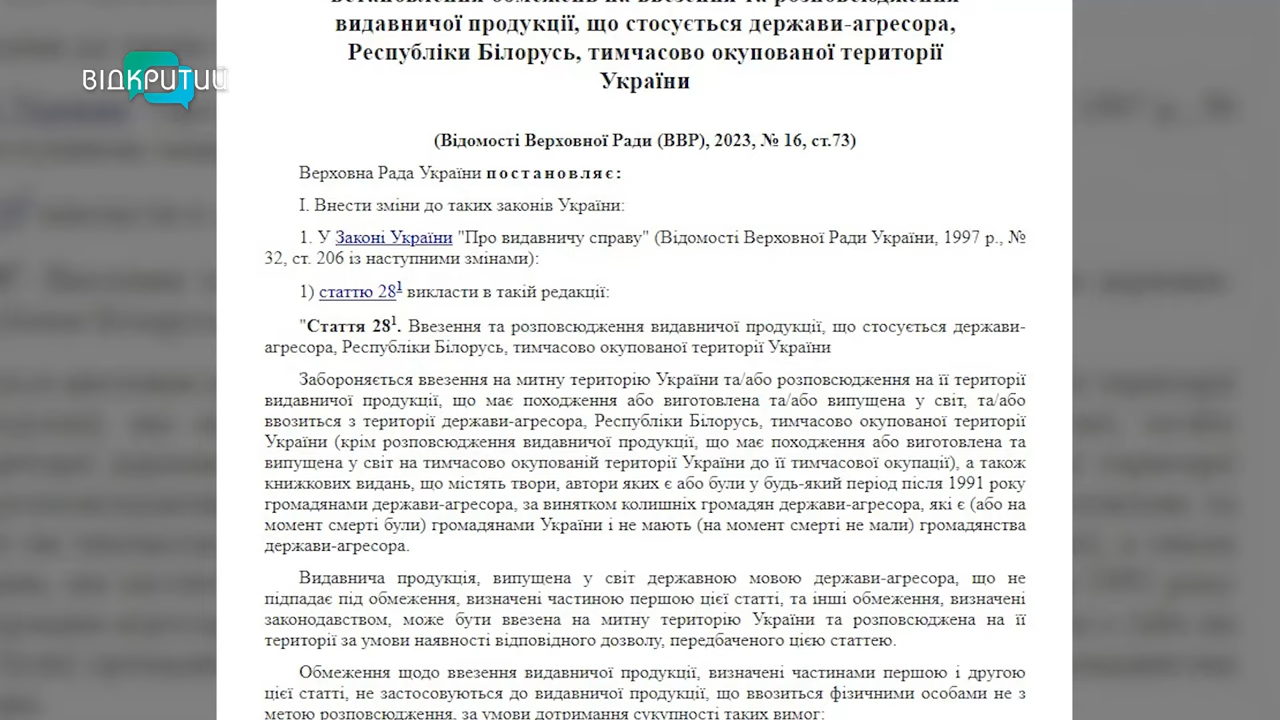 встановлення обмежень на ввезення та розповсюдження
видавничої продукції, що стосується держави-агресора,
Республіки Білорусь, тимчасово окупованої території
України
ВІДКРИТИЙ
(Відомості Верховної Ради (ВВР), 2023, № 16, ст.73)
Верховна Рада України постановляє:
I. Внести зміни до таких законів України:
1. У Законі України "Про видавничу справу" (Відомості Верховної Ради України, 1997 р., №
32, ст. 206 із наступними змінами):
1) статтю 28¹ викласти в такій редакції:
"Стаття 28¹. Ввезення та розповсюдження видавничої продукції, що стосується держави-
агресора, Республіки Білорусь, тимчасово окупованої території України
Забороняється ввезення на митну територію України та/або розповсюдження на її території
видавничої продукції, що має походження або виготовлена та/або випущена у світ, та/або
ввозиться з території держави-агресора, Республіки Білорусь, тимчасово окупованої території
України (крім розповсюдження видавничої продукції, що має походження або виготовлена та
випущена у світ на тимчасово окупованій території України до її тимчасової окупації), а також
книжкових видань, що містять твори, автори яких є або були у будь-який період після 1991 року
громадянами держави-агресора, за винятком колишніх громадян держави-агресора, які є (або на
момент смерті були) громадянами України і не мають (на момент смерті не мали) громадянства
держави-агресора.
Видавнича продукція, випущена у світ державною мовою держави-агресора, що не
підпадає під обмеження, визначені частиною першою цієї статті, та інші обмеження, визначені
законодавством, може бути ввезена на митну територію України та розповсюджена на її
території за умови наявності відповідного дозволу, передбаченого цією статтею.
Обмеження щодо ввезення видавничої продукції, визначені частинами першою і другою
цієї статті, не застосовуються до видавничої продукції, що ввозиться фізичними особами не з
метою розповсюдження, за умови дотримання сукупності таких вимог: